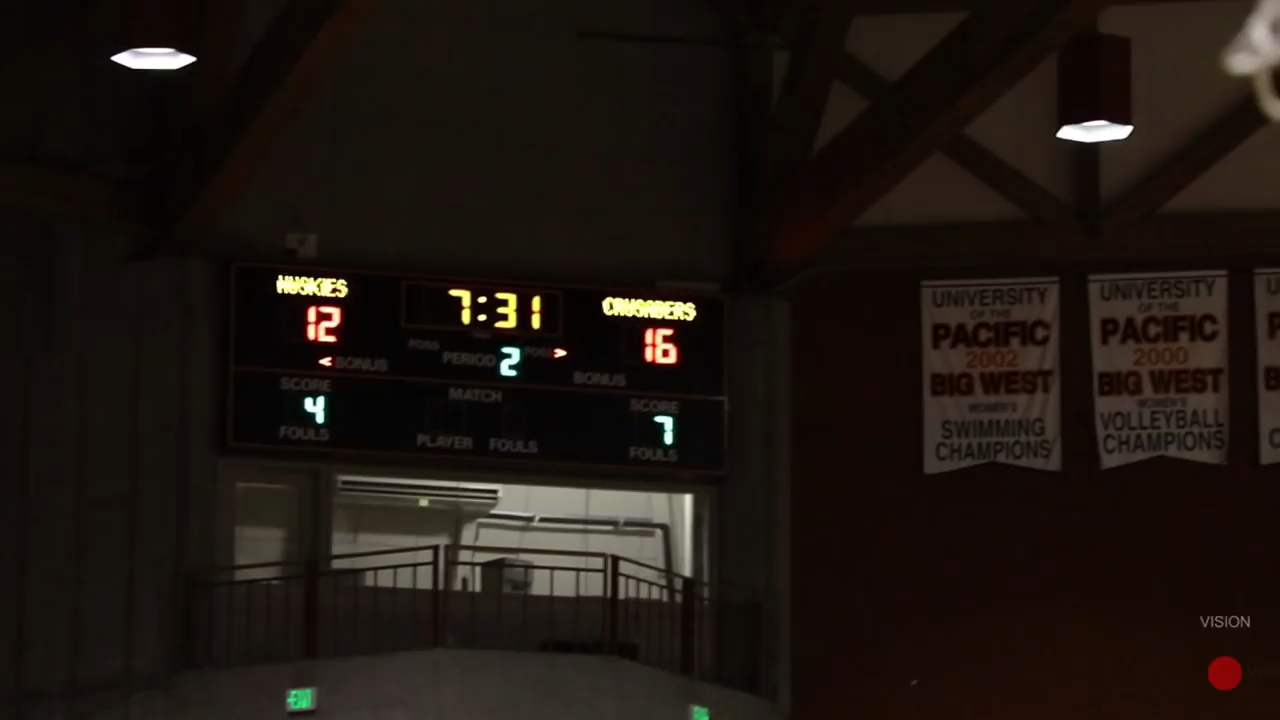 HUSKIES
12
7:31
CRUSADERS
16
< BONUS
POSS
PERIOD 2
POSS >
BONUS
SCORE
4
FOULS
MATCH
PLAYER FOULS
SCORE
7
FOULS
UNIVERSITY
OF THE
PACIFIC
2002
BIG WEST
WOMEN'S
SWIMMING
CHAMPIONS
UNIVERSITY
OF THE
PACIFIC
2000
BIG WEST
WOMEN'S
VOLLEYBALL
CHAMPIONS
EXIT
VISION